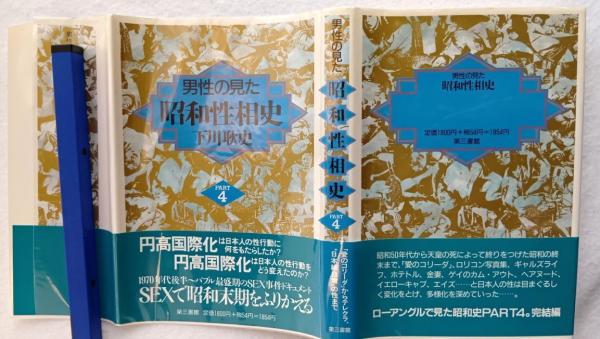 男性の見た
昭和性相史
下川耿史
PART
4
円高国際化は日本人の性行動に
何をもたらしたか?
円高国際化は日本人の性行動を
どう変えたのか?
1970年代後半〜バブル最盛期のSEX事件ドキュメント
SEXで昭和末期をふりかえる
第三書館 定価1800円+税54円=1854円
男性の見た
昭和性相史
PART
4
「愛のコリーダ」からテレクラ、
第三書館
男性の見た
昭和性相史
定価1800円+税54円=1854円
第三書館
昭和50年代から天皇の死によって終りをつげた昭和の終
末まで、「愛のコリーダ」、ロリコン写真集、ギャルズライ
フ、ホテトル、金妻、ゲイのカム・アウト、ヘアヌード、
イエローキャブ、エイズ……と日本人の性は目まぐるし
く変化をとげ、多様化を深めていった……。
ローアングルで見た昭和史PART4。完結編